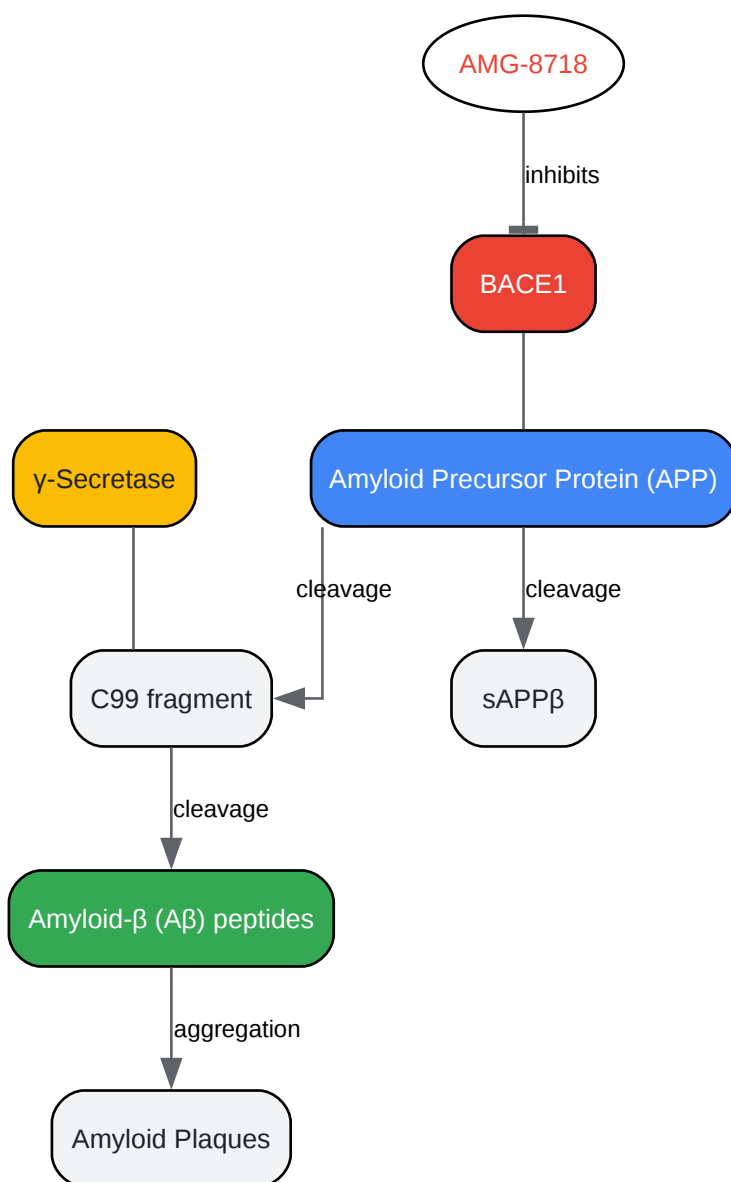 AMG-8718
inhibits
BACE1
γ-Secretase
Amyloid Precursor Protein (APP)
cleavage
cleavage
C99 fragment
sAPPβ
cleavage
Amyloid-β (Aβ) peptides
aggregation
Amyloid Plaques